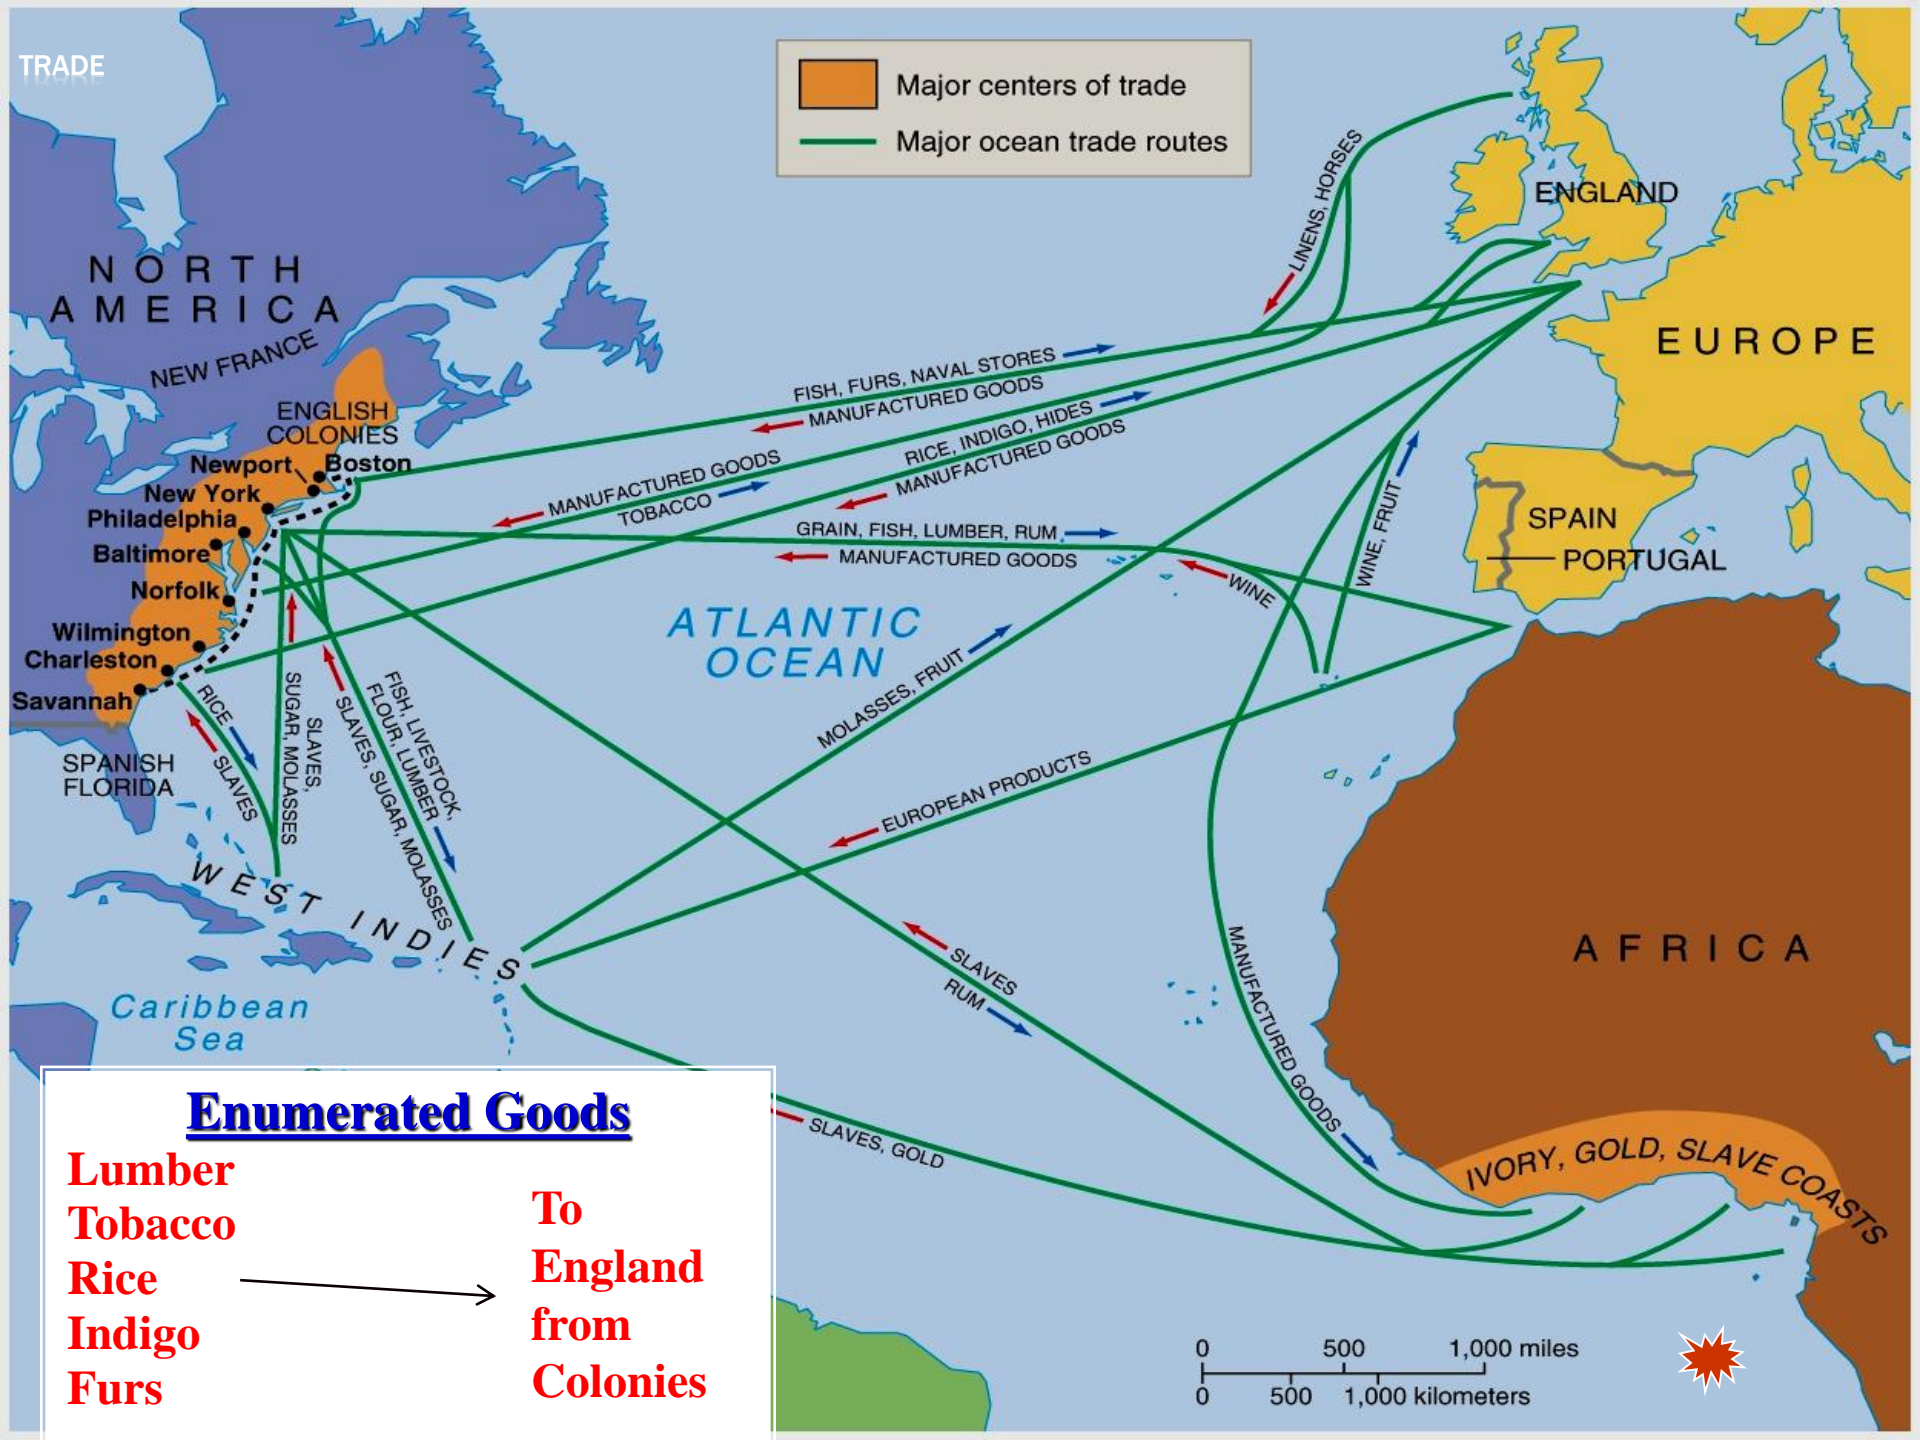 TRADE
Major centers of trade
Major ocean trade routes
NORTH
AMERICA
NEW FRANCE
ENGLISH
COLONIES
Newport
Boston
New York
Philadelphia
Baltimore
Norfolk
Wilmington
Charleston
Savannah
SPANISH
FLORIDA
WEST INDIES
Caribbean
Sea
ATLANTIC
OCEAN
ENGLAND
EUROPE
SPAIN
PORTUGAL
AFRICA
IVORY, GOLD, SLAVE COASTS
LINENS, HORSES
FISH, FURS, NAVAL STORES
MANUFACTURED GOODS
RICE, INDIGO, HIDES
MANUFACTURED GOODS
MANUFACTURED GOODS
TOBACCO
GRAIN, FISH, LUMBER, RUM
MANUFACTURED GOODS
WINE
WINE, FRUIT
MOLASSES, FRUIT
EUROPEAN PRODUCTS
RICE
SLAVES
SLAVES,
SUGAR, MOLASSES
FISH, LIVESTOCK,
FLOUR, LUMBER
SLAVES, SUGAR, MOLASSES
SLAVES
RUM
MANUFACTURED GOODS
SLAVES, GOLD
Enumerated Goods
Lumber
Tobacco
Rice
Indigo
Furs
To
England
from
Colonies
0 500 1,000 miles
0 500 1,000 kilometers